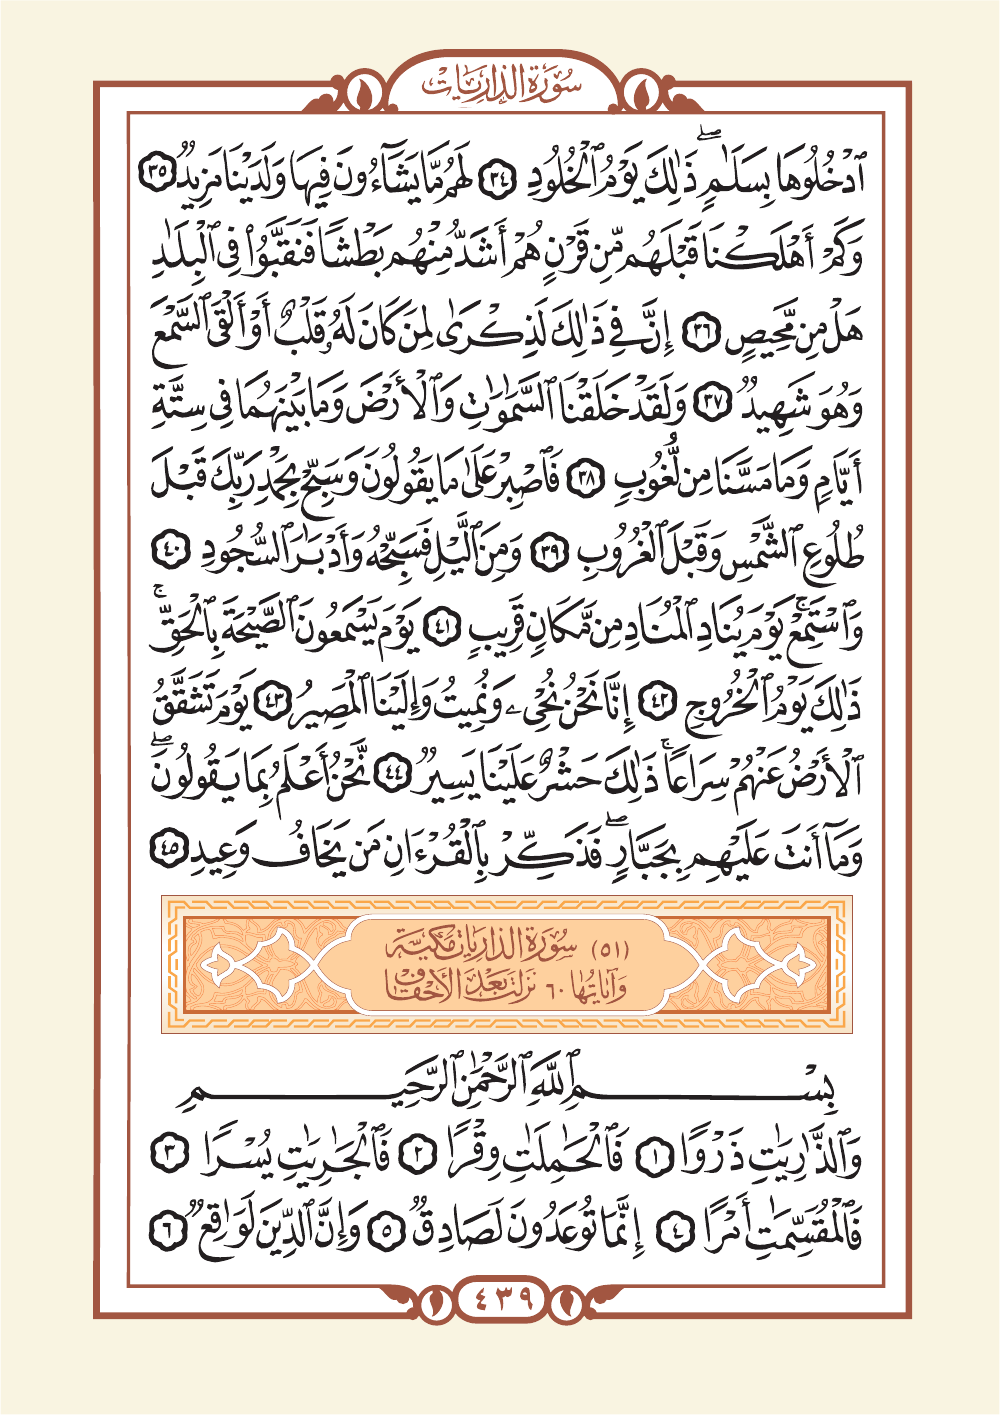 سُورَةُ الذَّارِيَات
ٱدۡخُلُوهَا بِسَلَٰمٖۖ ذَٰلِكَ يَوۡمُ ٱلۡخُلُودِ ٣٤ لَهُم مَّا يَشَآءُونَ فِيهَا وَلَدَيۡنَا مَزِيدٞ ٣٥
وَكَمۡ أَهۡلَكۡنَا قَبۡلَهُم مِّن قَرۡنٍ هُمۡ أَشَدُّ مِنۡهُم بَطۡشٗا فَنَقَّبُواْ فِي ٱلۡبِلَٰدِ
هَلۡ مِن مَّحِيصٍ ٣٦ إِنَّ فِي ذَٰلِكَ لَذِكۡرَىٰ لِمَن كَانَ لَهُۥ قَلۡبٌ أَوۡ أَلۡقَى ٱلسَّمۡعَ
وَهُوَ شَهِيدٞ ٣٧ وَلَقَدۡ خَلَقۡنَا ٱلسَّمَٰوَٰتِ وَٱلۡأَرۡضَ وَمَا بَيۡنَهُمَا فِي سِتَّةِ
أَيَّامٖ وَمَا مَسَّنَا مِن لُّغُوبٖ ٣٨ فَٱصۡبِرۡ عَلَىٰ مَا يَقُولُونَ وَسَبِّحۡ بِحَمۡدِ رَبِّكَ قَبۡلَ
طُلُوعِ ٱلشَّمۡسِ وَقَبۡلَ ٱلۡغُرُوبِ ٣٩ وَمِنَ ٱلَّيۡلِ فَسَبِّحۡهُ وَأَدۡبَٰرَ ٱلسُّجُودِ ٤٠
وَٱسۡتَمِعۡۚ يَوۡمَ يُنَادِ ٱلۡمُنَادِ مِن مَّكَانٖ قَرِيبٖ ٤١ يَوۡمَ يَسۡمَعُونَ ٱلصَّيۡحَةَ بِٱلۡحَقِّۚ
ذَٰلِكَ يَوۡمُ ٱلۡخُرُوجِ ٤٢ إِنَّا نَحۡنُ نُحۡيِۦ وَنُمِيتُ وَإِلَيۡنَا ٱلۡمَصِيرُ ٤٣ يَوۡمَ تَشَقَّقُ
ٱلۡأَرۡضُ عَنۡهُمۡ سِرَاعٗاۚ ذَٰلِكَ حَشۡرٌ عَلَيۡنَا يَسِيرٞ ٤٤ نَّحۡنُ أَعۡلَمُ بِمَا يَقُولُونَۖ
وَمَآ أَنتَ عَلَيۡهِم بِجَبَّارٖۖ فَذَكِّرۡ بِٱلۡقُرۡءَانِ مَن يَخَافُ وَعِيدِ ٤٥
(٥١) سُورَة الذاريات مَكيّة
وَآيَاتُهَا ٦٠ نَزَلَت بَعْدَ الأَحْقَاف
بِسۡمِ ٱللَّهِ ٱلرَّحۡمَٰنِ ٱلرَّحِيمِ
وَٱلذَّٰرِيَٰتِ ذَرۡوٗا ١ فَٱلۡحَٰمِلَٰتِ وِقۡرٗا ٢ فَٱلۡجَٰرِيَٰتِ يُسۡرٗا ٣
فَٱلۡمُقَسِّمَٰتِ أَمۡرًا ٤ إِنَّمَا تُوعَدُونَ لَصَادِقٞ ٥ وَإِنَّ ٱلدِّينَ لَوَٰقِعٞ ٦
٤٣٩